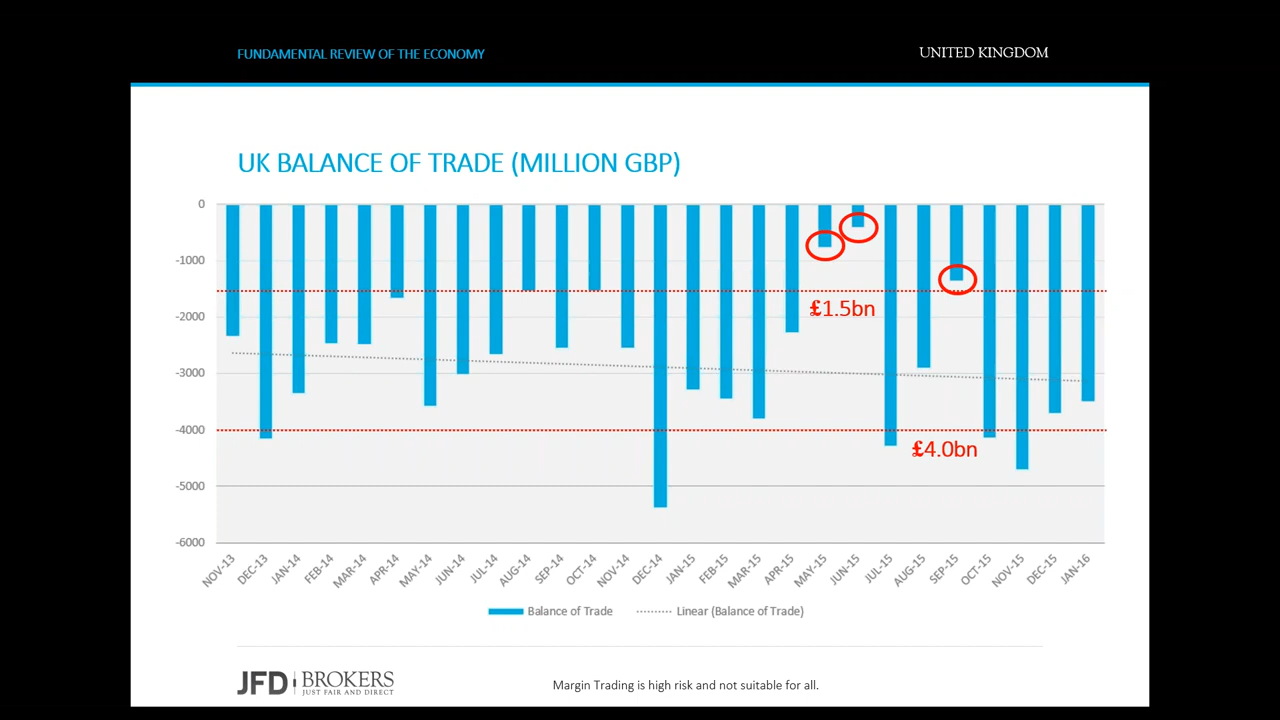 FUNDAMENTAL REVIEW OF THE ECONOMY
UNITED KINGDOM
UK BALANCE OF TRADE (MILLION GBP)
0
-1000
-2000
-3000
-4000
-5000
-6000
£1.5bn
£4.0bn
NOV-13
DEC-13
JAN-14
FEB-14
MAR-14
APR-14
MAY-14
JUN-14
JUL-14
AUG-14
SEP-14
OCT-14
NOV-14
DEC-14
JAN-15
FEB-15
MAR-15
APR-15
MAY-15
JUN-15
JUL-15
AUG-15
SEP-15
OCT-15
NOV-15
DEC-15
JAN-16
Balance of Trade
Linear (Balance of Trade)
JFD BROKERS
JUST FAIR AND DIRECT
Margin Trading is high risk and not suitable for all.